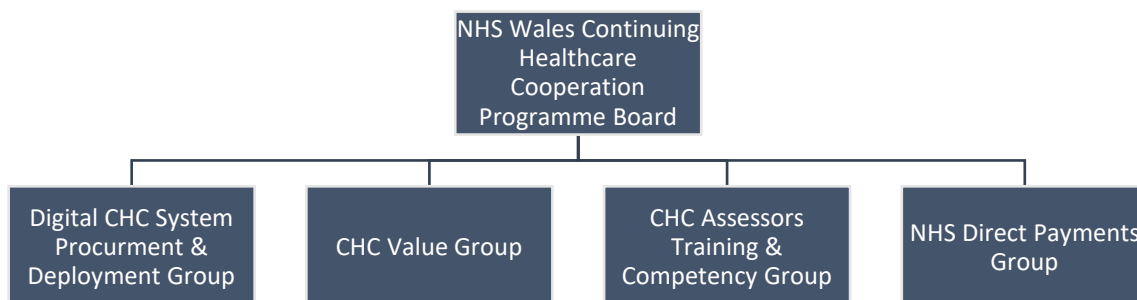 NHS Wales Continuing
Healthcare
Cooperation
Programme Board
Digital CHC System
Procurment &
Deployment Group
CHC Value Group
CHC Assessors
Training &
Competency Group
NHS Direct Payments
Group